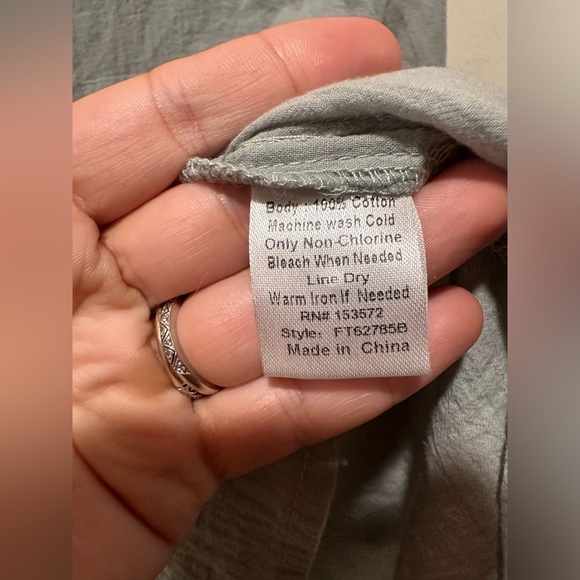 Body : 100% Cotton
Machine wash Cold
Only Non-Chlorine
Bleach When Needed
Line Dry
Warm Iron If Needed
RN# 153572
Style: FT62785B
Made in China